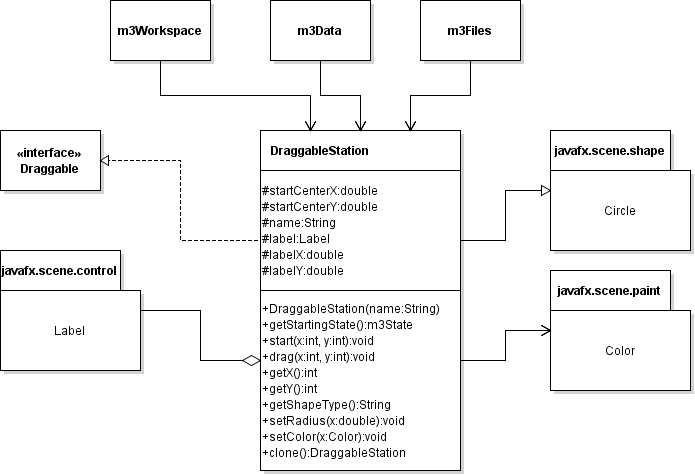 m3Workspace
m3Data
m3Files
«interface»
Draggable
DraggableStation
#startCenterX:double
#startCenterY:double
#name:String
#label:Label
#labelX:double
#labelY:double
+DraggableStation(name:String)
+getStartingState():m3State
+start(x:int, y:int):void
+drag(x:int, y:int):void
+getX():int
+getY():int
+getShapeType():String
+setRadius(x:double):void
+setColor(x:Color):void
+clone():DraggableStation
javafx.scene.shape
Circle
javafx.scene.control
Label
javafx.scene.paint
Color